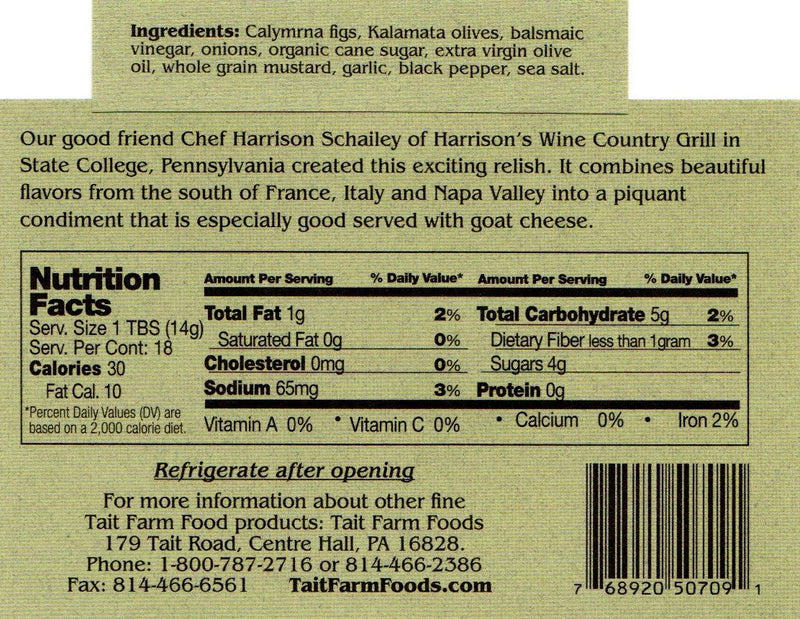 Ingredients: Calymrna figs, Kalamata olives, balsmaic
vinegar, onions, organic cane sugar, extra virgin olive
oil, whole grain mustard, garlic, black pepper, sea salt.
Our good friend Chef Harrison Schailey of Harrison's Wine Country Grill in
State College, Pennsylvania created this exciting relish. It combines beautiful
flavors from the south of France, Italy and Napa Valley into a piquant
condiment that is especially good served with goat cheese.
Nutrition
Facts
Serv. Size 1 TBS (14g)
Serv. Per Cont: 18
Calories 30
Fat Cal. 10
*Percent Daily Values (DV) are
based on a 2,000 calorie diet.
Amount Per Serving % Daily Value*
Total Fat 1g 2%
Saturated Fat 0g 0%
Cholesterol 0mg 0%
Sodium 65mg 3%
Amount Per Serving % Daily Value*
Total Carbohydrate 5g 2%
Dietary Fiber less than 1gram 3%
Sugars 4g
Protein 0g
Vitamin A 0% • Vitamin C 0% • Calcium 0% • Iron 2%
Refrigerate after opening
For more information about other fine
Tait Farm Food products: Tait Farm Foods
179 Tait Road, Centre Hall, PA 16828.
Phone: 1-800-787-2716 or 814-466-2386
Fax: 814-466-6561 TaitFarmFoods.com
7 68920 50709 1